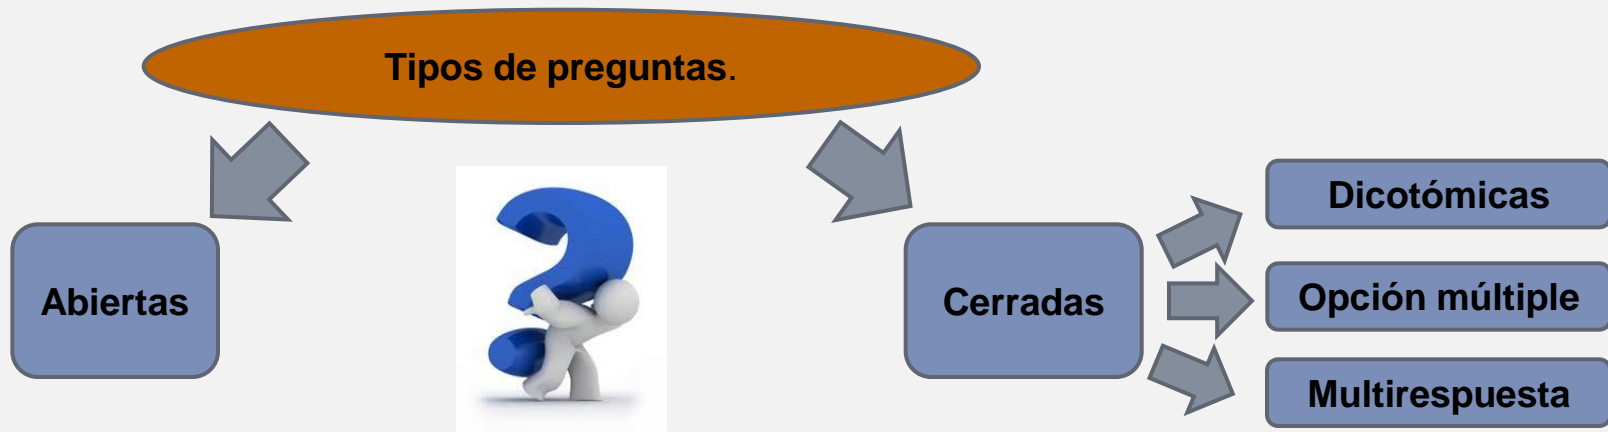 Tipos de preguntas.
Abiertas
Cerradas
Dicotómicas
Opción múltiple
Multirespuesta